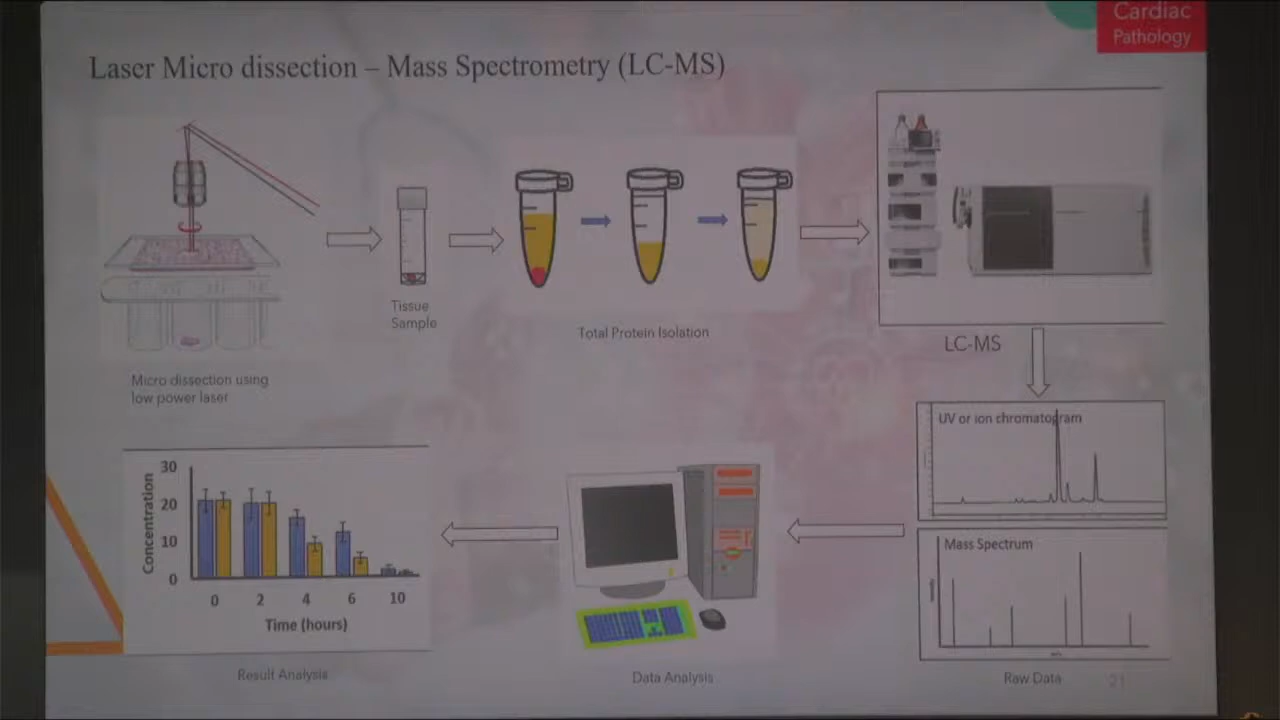 Cardiac
Pathology
Laser Micro dissection – Mass Spectrometry (LC-MS)
Tissue
Sample
Total Protein Isolation
LC-MS
Micro dissection using
low power laser
UV or ion chromatogram
Mass Spectrum
Concentration
30
20
10
0
0 2 4 6 10
Time (hours)
Result Analysis
Data Analysis
Raw Data
21